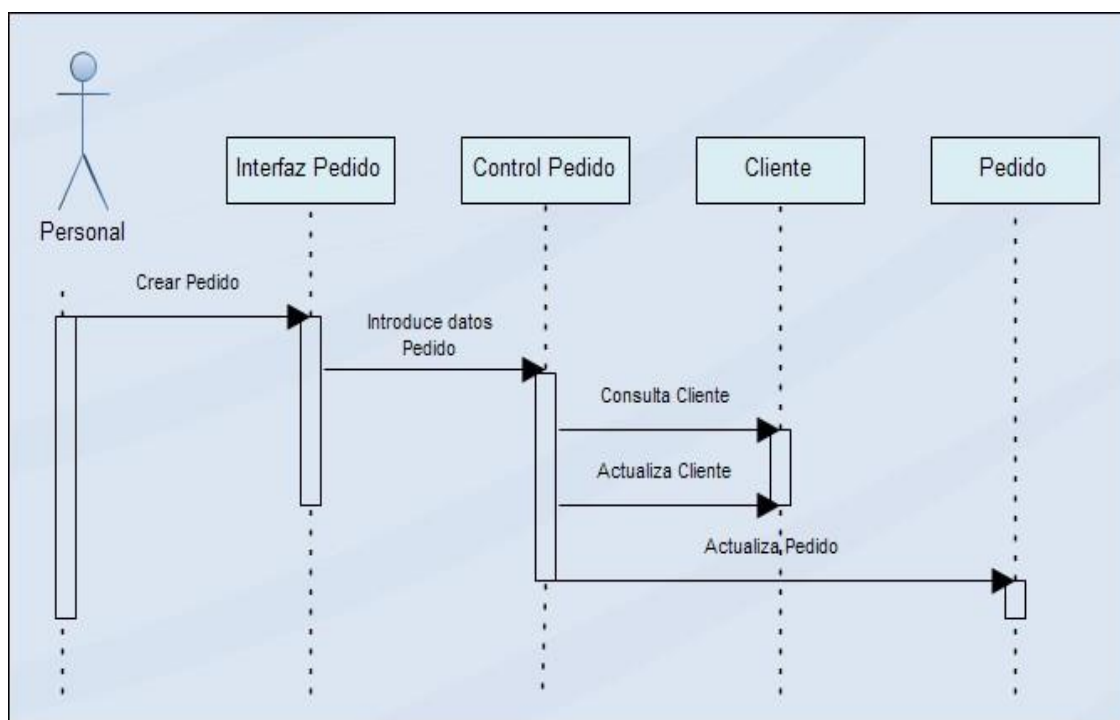 Personal
Interfaz Pedido
Control Pedido
Cliente
Pedido
Crear Pedido
Introduce datos
Pedido
Consulta Cliente
Actualiza Cliente
Actualiza Pedido